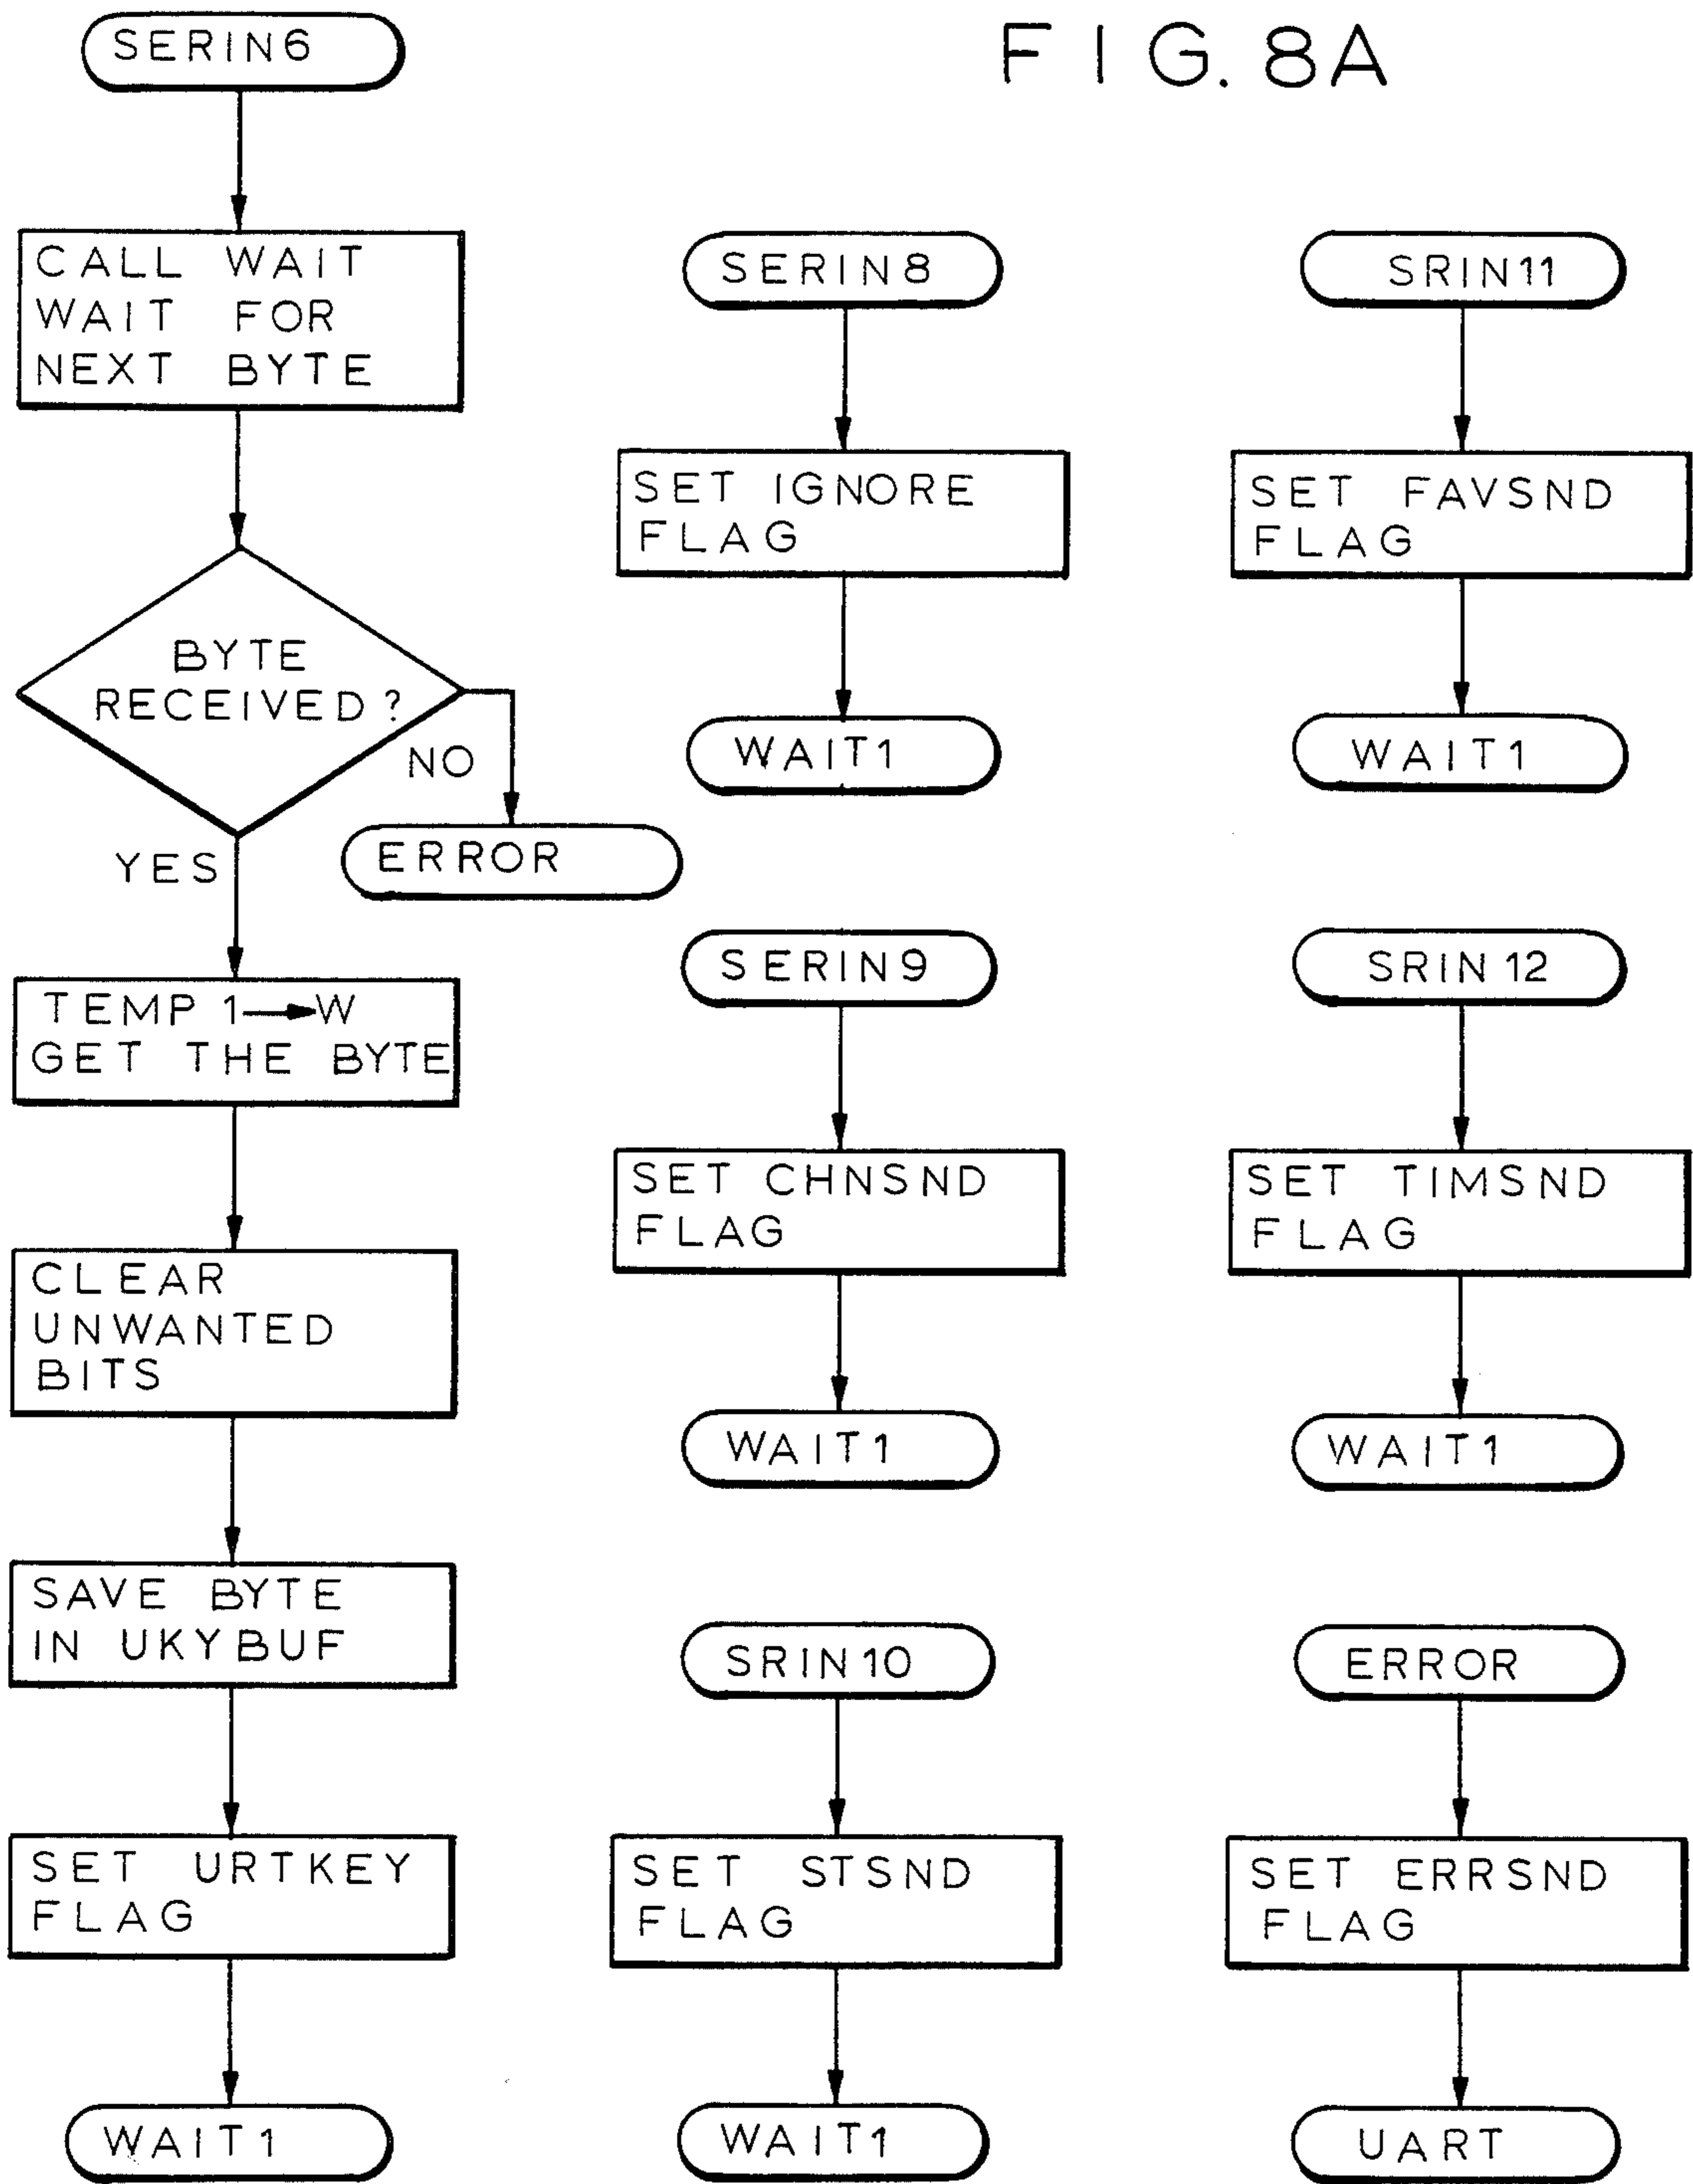 FIG. 8A
SERIN6
CALL WAIT
WAIT FOR
NEXT BYTE
BYTE
RECEIVED?
NO
ERROR
YES
TEMP 1→W
GET THE BYTE
CLEAR
UNWANTED
BITS
SAVE BYTE
IN UKYBUF
SET URTKEY
FLAG
WAIT1
SERIN8
SET IGNORE
FLAG
WAIT1
SERIN9
SET CHNSND
FLAG
WAIT1
SRIN10
SET STSND
FLAG
WAIT1
SRIN11
SET FAVSND
FLAG
WAIT1
SRIN 12
SET TIMSND
FLAG
WAIT1
ERROR
SET ERRSND
FLAG
UART